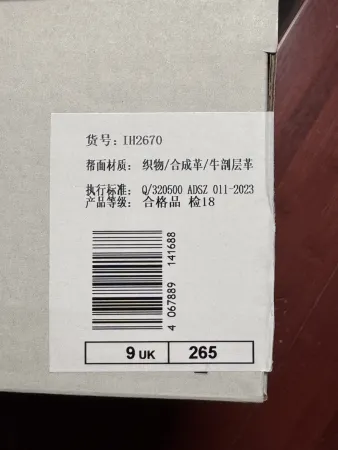 货号：IH2670
帮面材质： 织物/合成革/牛剖层革
执行标准： Q/320500 ADSZ 011-2023
产品等级： 合格品 检18
4 067889 141688
9 UK 265